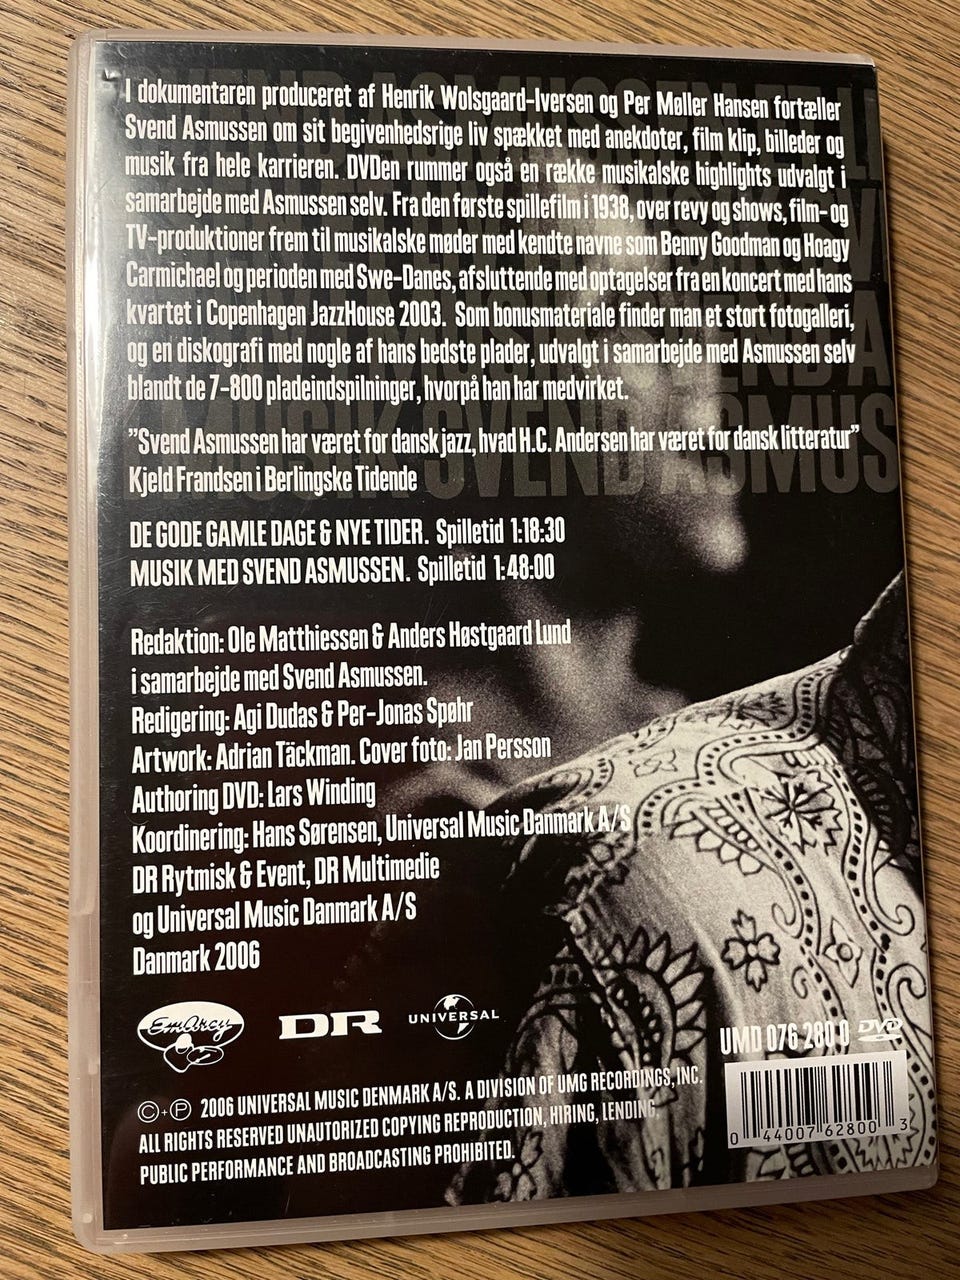 I dokumentaren produceret af Henrik Wolsgaard-Iversen og Per Møller Hansen fortæller
Svend Asmussen om sit begivenhedsrige liv spækket med anekdoter, film klip, billeder og
musik fra hele karrieren. DVDen rummer også en række musikalske highlights udvalgt i
samarbejde med Asmussen selv. Fra den første spillefilm i 1938, over revy og shows, film- og
TV-produktioner frem til musikalske møder med kendte navne som Benny Goodman og Hoagy
Carmichael og perioden med Swe-Danes, afsluttende med optagelser fra en koncert med hans
kvartet i Copenhagen JazzHouse 2003. Som bonusmateriale finder man et stort fotogalleri,
og en diskografi med nogle af hans bedste plader, udvalgt i samarbejde med Asmussen selv
blandt de 7-800 pladeindspilninger, hvorpå han har medvirket.
"Svend Asmussen har været for dansk jazz, hvad H.C. Andersen har været for dansk litteratur"
Kjeld Frandsen i Berlingske Tidende
DE GODE GAMLE DAGE & NYE TIDER. Spilletid 1:18:30
MUSIK MED SVEND ASMUSSEN. Spilletid 1:48:00
Redaktion: Ole Matthiessen & Anders Høstgaard Lund
i samarbejde med Svend Asmussen.
Redigering: Agi Dudas & Per-Jonas Spøhr
Artwork: Adrian Täckman. Cover foto: Jan Persson
Authoring DVD: Lars Winding
Koordinering: Hans Sørensen, Universal Music Danmark A/S
DR Rytmisk & Event, DR Multimedie
og Universal Music Danmark A/S
Danmark 2006
EmArcy DR UNIVERSAL
UMD 076 280 0 DVD
© + ℗ 2006 UNIVERSAL MUSIC DENMARK A/S. A DIVISION OF UMG RECORDINGS, INC.
ALL RIGHTS RESERVED UNAUTORIZED COPYING REPRODUCTION, HIRING, LENDING,
PUBLIC PERFORMANCE AND BROADCASTING PROHIBITED.
0 44007 62800 3